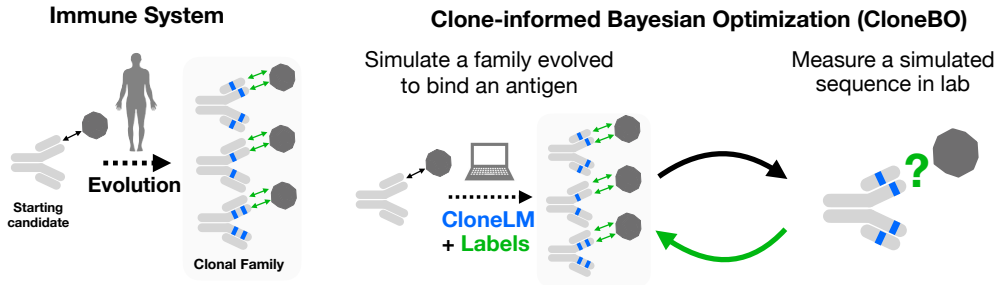 Immune System
Evolution
Starting
candidate
Clonal Family
Clone-informed Bayesian Optimization (CloneBO)
Simulate a family evolved
to bind an antigen
CloneLM
+ Labels
Measure a simulated
sequence in lab
?